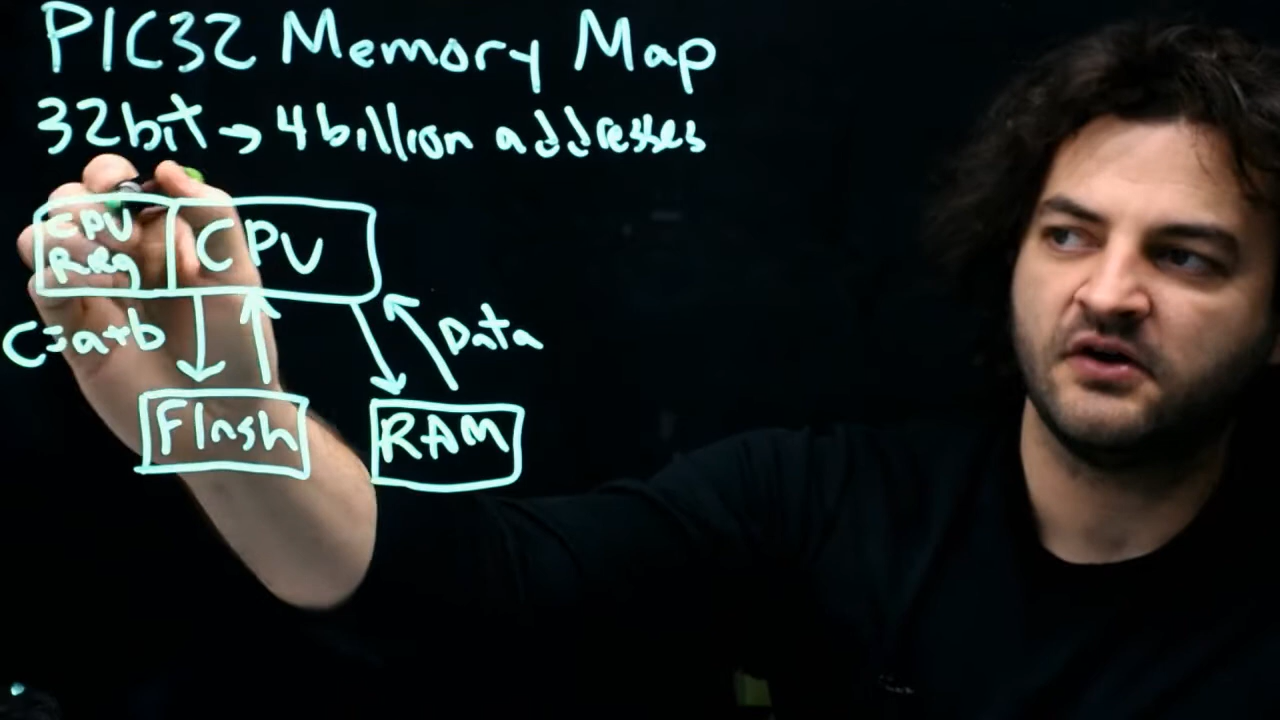 PIC32 Memory Map
32bit → 4 billion addresses
CPU
Reg
CPU
C=a+b
Data
Flash
RAM